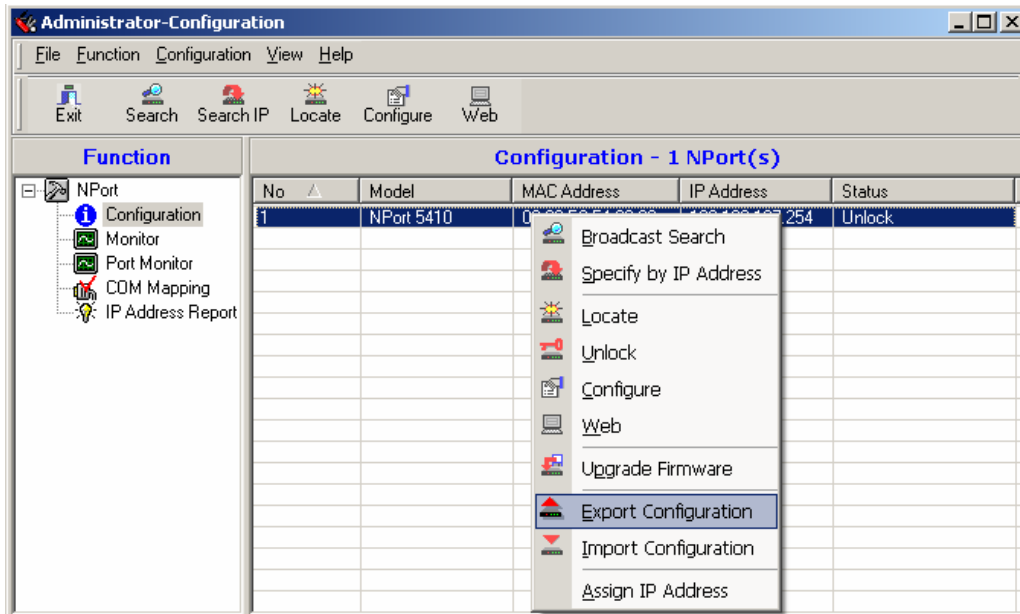 Administrator-Configuration
File Function Configuration View Help
Exit Search Search IP Locate Configure Web
Function
Configuration - 1 NPort(s)
NPort
Configuration
Monitor
Port Monitor
COM Mapping
IP Address Report
No Model MAC Address IP Address Status
1 NPort 5410 .254 Unlock
Broadcast Search
Specify by IP Address
Locate
Unlock
Configure
Web
Upgrade Firmware
Export Configuration
Import Configuration
Assign IP Address